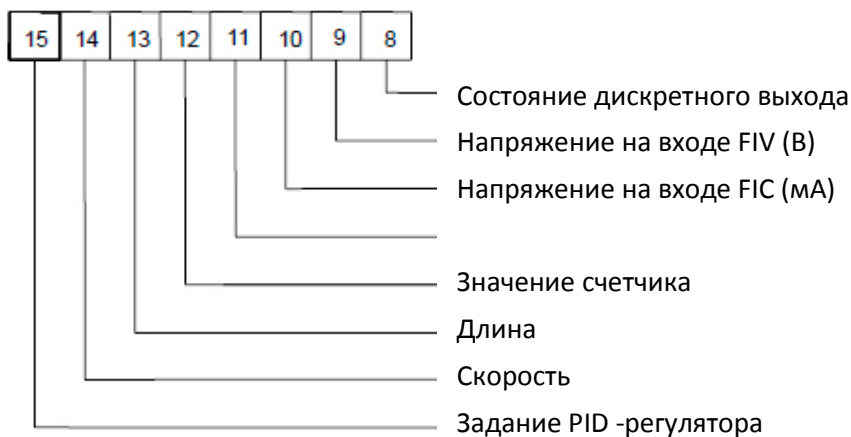 15 14 13 12 11 10 9 8
Состояние дискретного выхода
Напряжение на входе FIV (В)
Напряжение на входе FIC (мА)
Значение счетчика
Длина
Скорость
Задание PID -регулятора